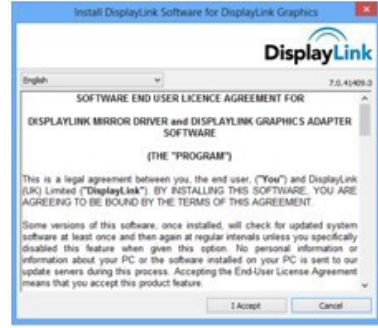 Install DisplayLink Software for DisplayLink Graphics
DisplayLink
English
7.0.41409.0
SOFTWARE END USER LICENCE AGREEMENT FOR
DISPLAYLINK MIRROR DRIVER and DISPLAYLINK GRAPHICS ADAPTER
SOFTWARE
(THE "PROGRAM")
This is a legal agreement between you, the end user, ("You") and DisplayLink
(UK) Limited ("DisplayLink"). BY INSTALLING THIS SOFTWARE, YOU ARE
AGREEING TO BE BOUND BY THE TERMS OF THIS AGREEMENT.
Some versions of this software, once installed, will check for updated system
software at least once and then again at regular intervals unless you specifically
disabled this feature when given this option. No personal information or
information about your PC or the software installed on your PC is sent to our
update servers during this process. Accepting the End-User License Agreement
means that you accept this product feature.
I Accept
Cancel